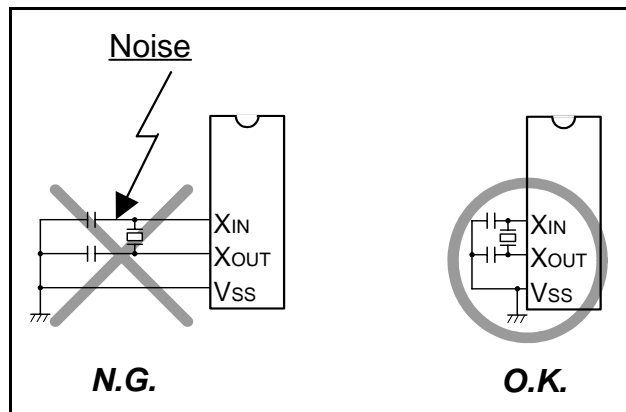 Noise
XIN
XOUT
VSS
N.G.
XIN
XOUT
VSS
O.K.